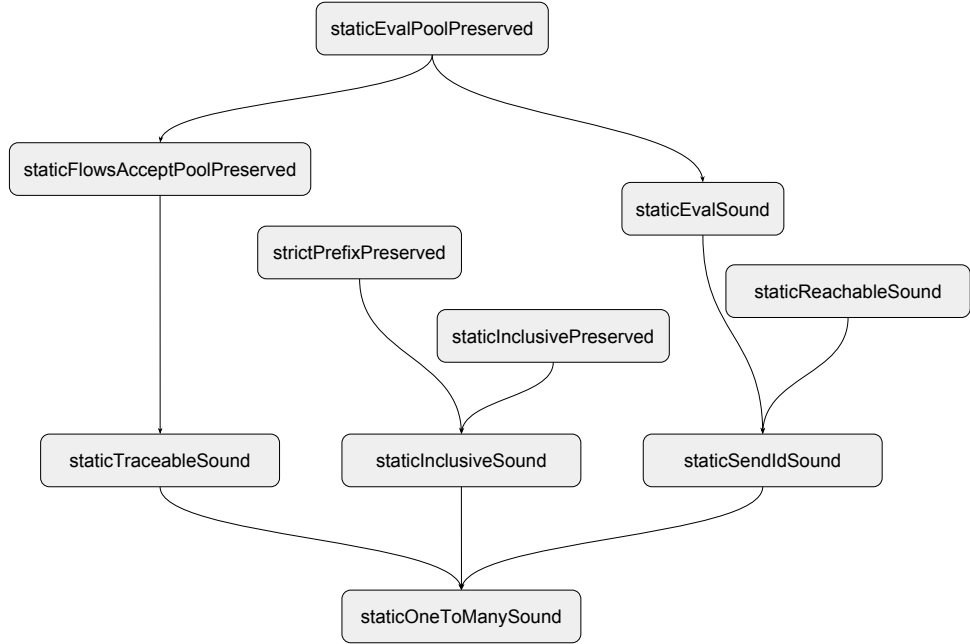 staticEvalPoolPreserved
staticFlowsAcceptPoolPreserved
staticEvalSound
strictPrefixPreserved
staticReachableSound
staticInclusivePreserved
staticTraceableSound
staticInclusiveSound
staticSendIdSound
staticOneToManySound